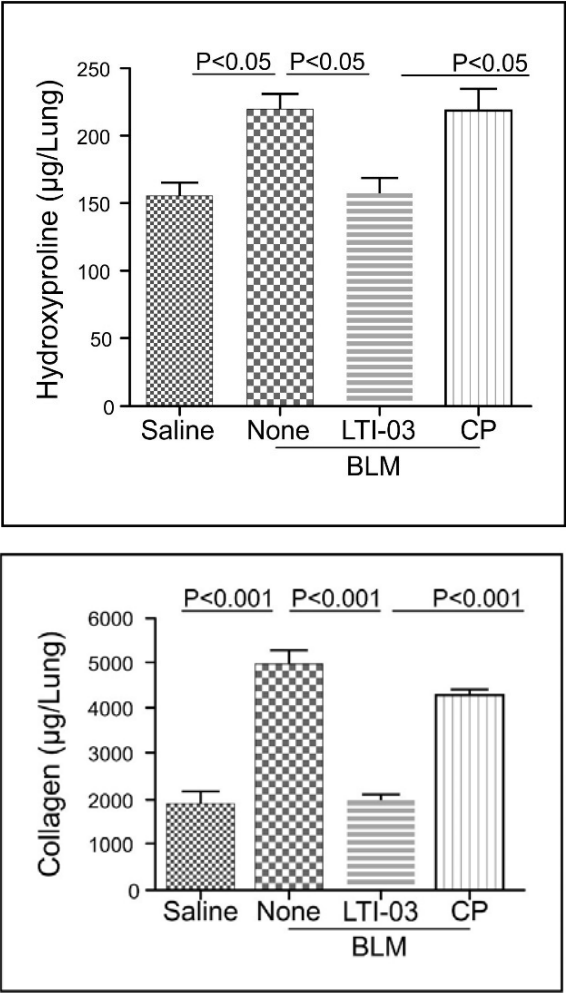 P<0.05 P<0.05 P<0.05
Hydroxyproline (µg/Lung)
250
200
150
100
50
0
Saline None LTI-03 CP
BLM
P<0.001 P<0.001 P<0.001
Collagen (µg/Lung)
6000
5000
4000
3000
2000
1000
0
Saline None LTI-03 CP
BLM